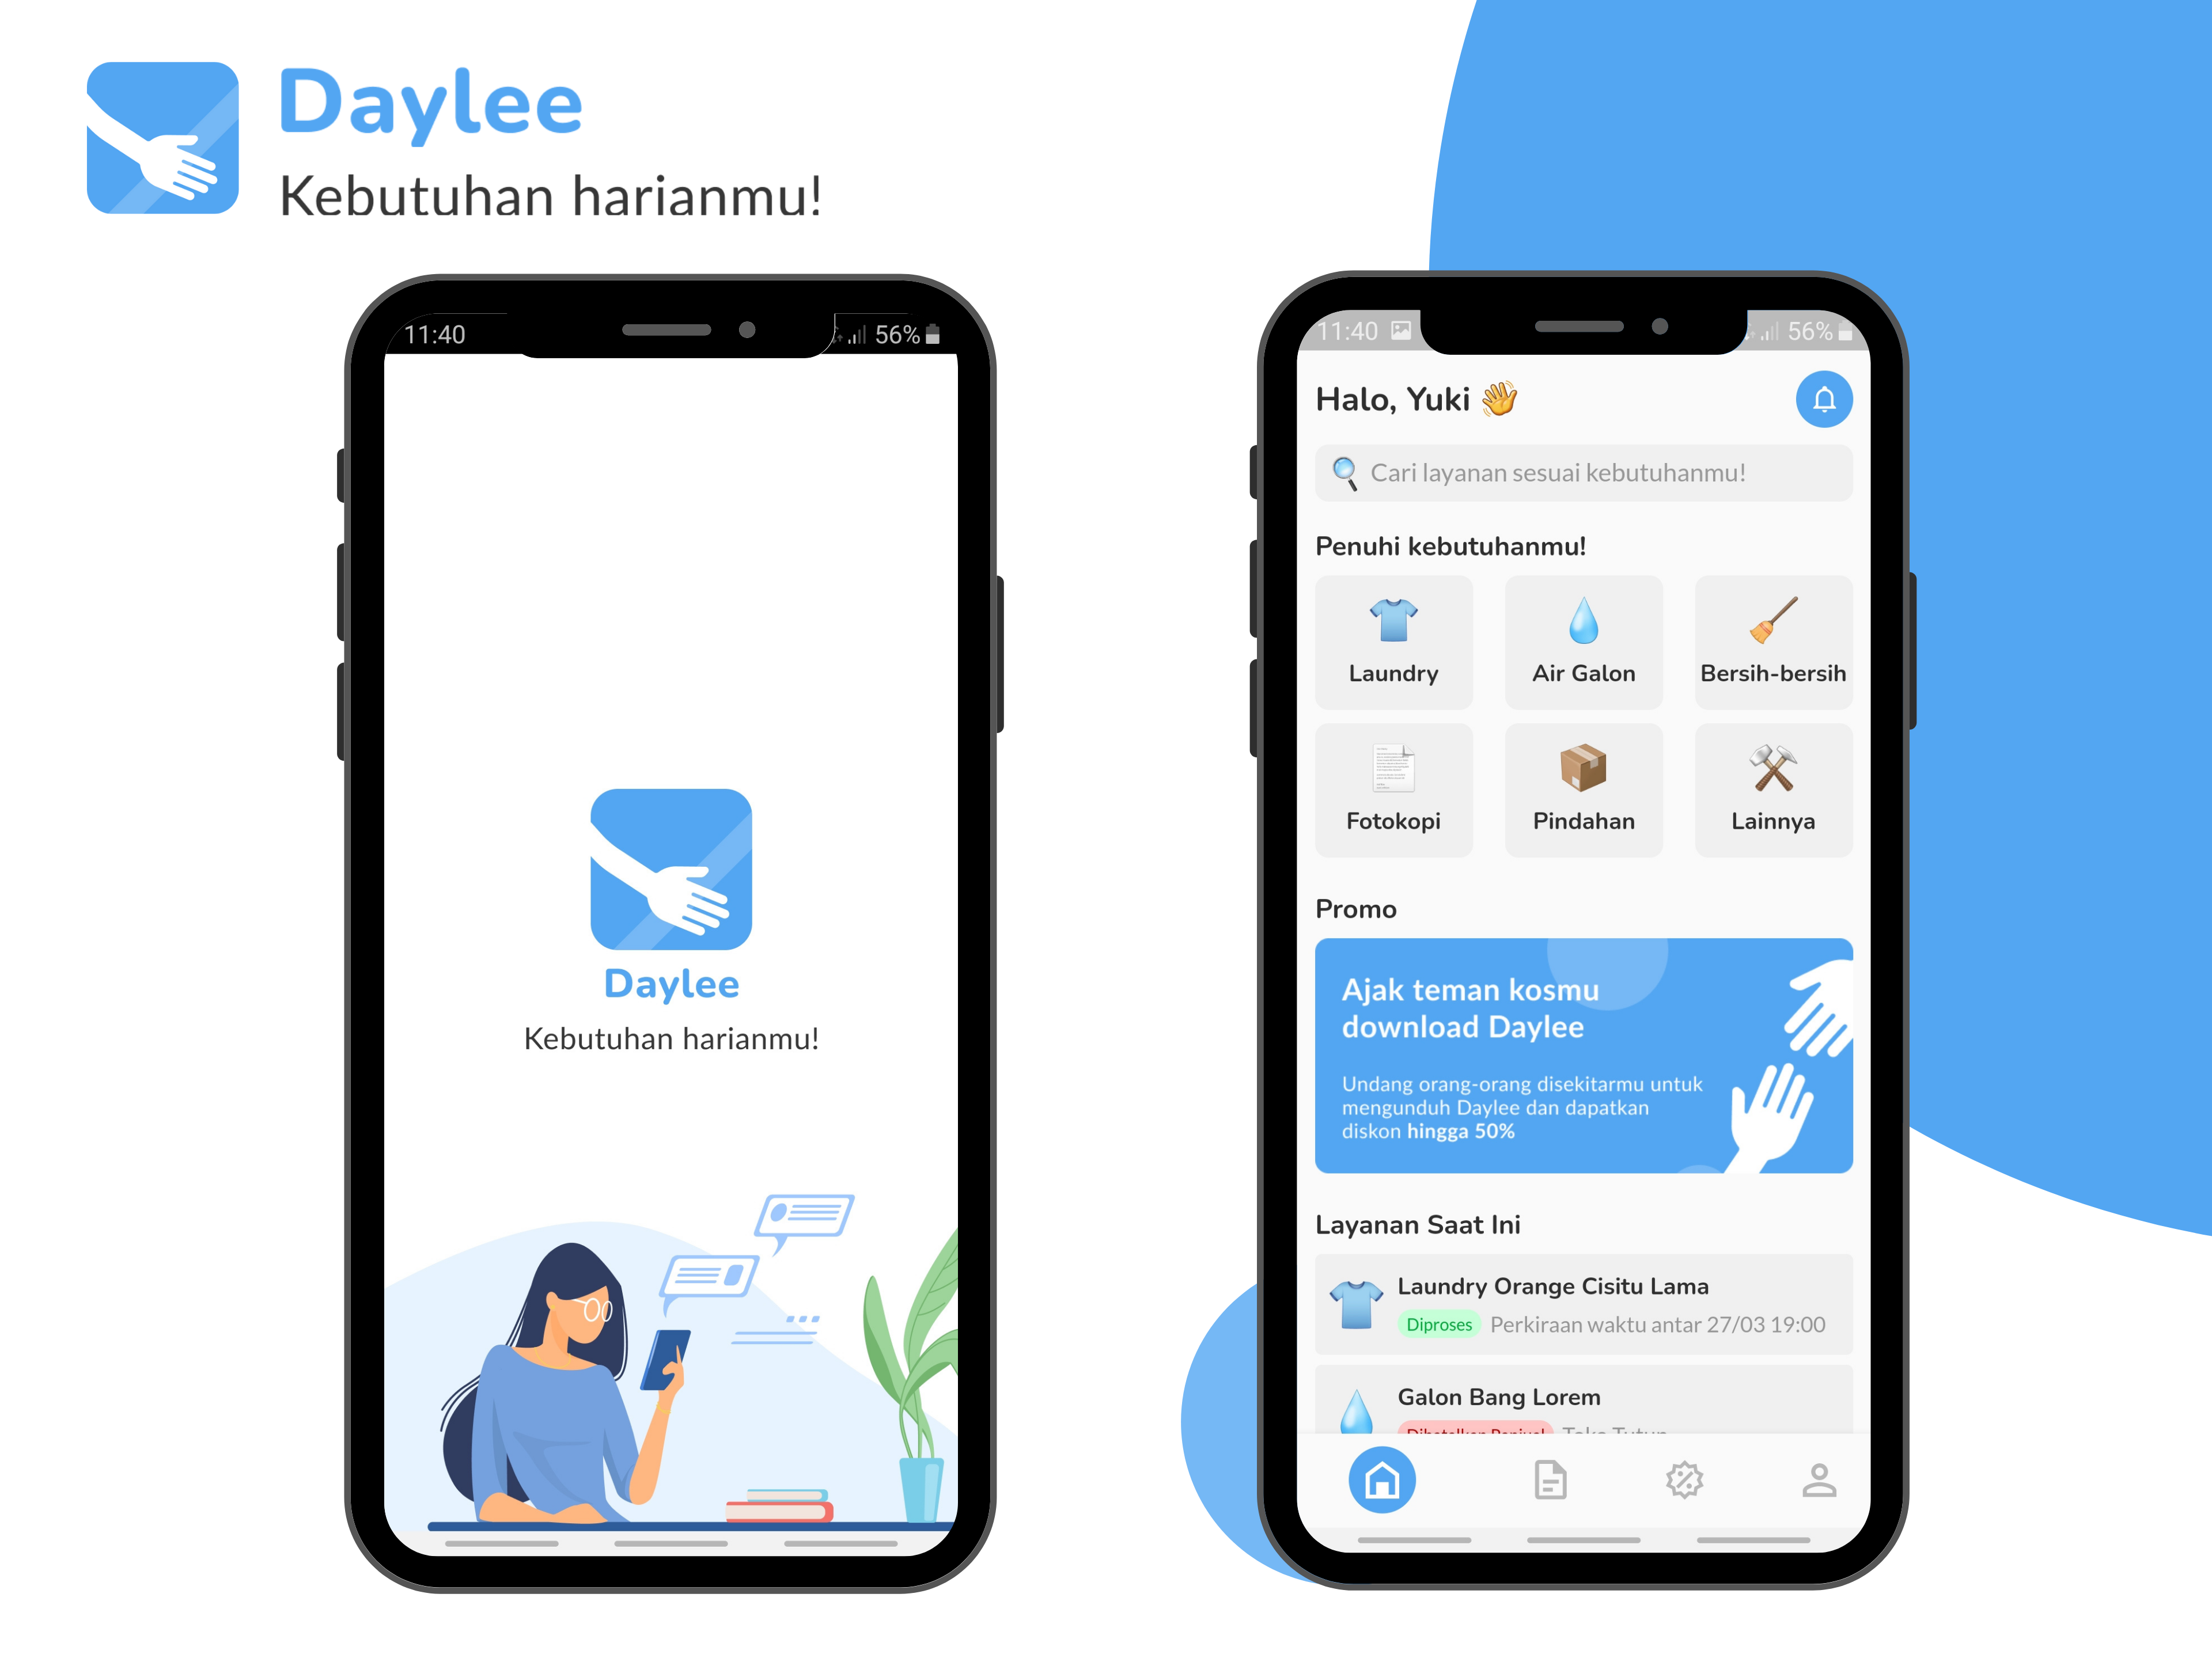 Daylee
Kebutuhan harianmu!
11:40
56%
Daylee
Kebutuhan harianmu!
11:40
56%
Halo, Yuki 👋
Cari layanan sesuai kebutuhanmu!
Penuhi kebutuhanmu!
Laundry
Air Galon
Bersih-bersih
Fotokopi
Pindahan
Lainnya
Promo
Ajak teman kosmu
download Daylee
Undang orang-orang disekitarmu untuk
mengunduh Daylee dan dapatkan
diskon hingga 50%
Layanan Saat Ini
Laundry Orange Cisitu Lama
Diproses Perkiraan waktu antar 27/03 19:00
Galon Bang Lorem
Toko Tutup